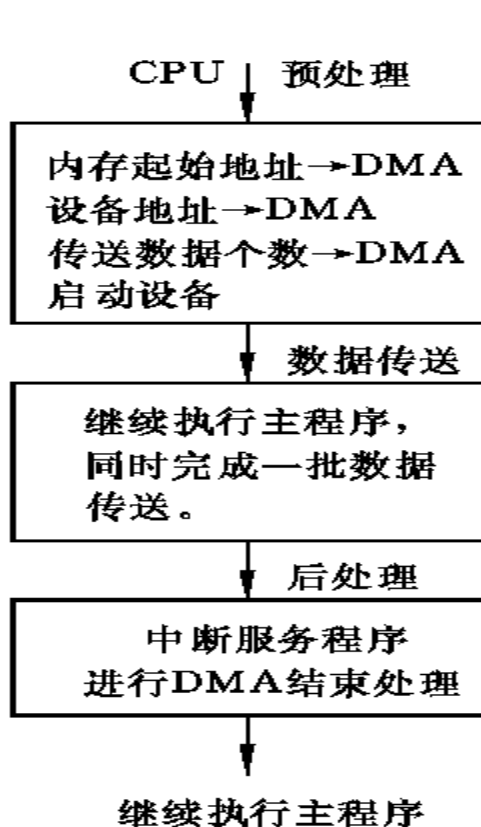 CPU 预处理
内存起始地址→DMA
设备地址→DMA
传送数据个数→DMA
启动设备
数据传送
继续执行主程序，
同时完成一批数据
传送。
后处理
中断服务程序
进行DMA结束处理
继续执行主程序